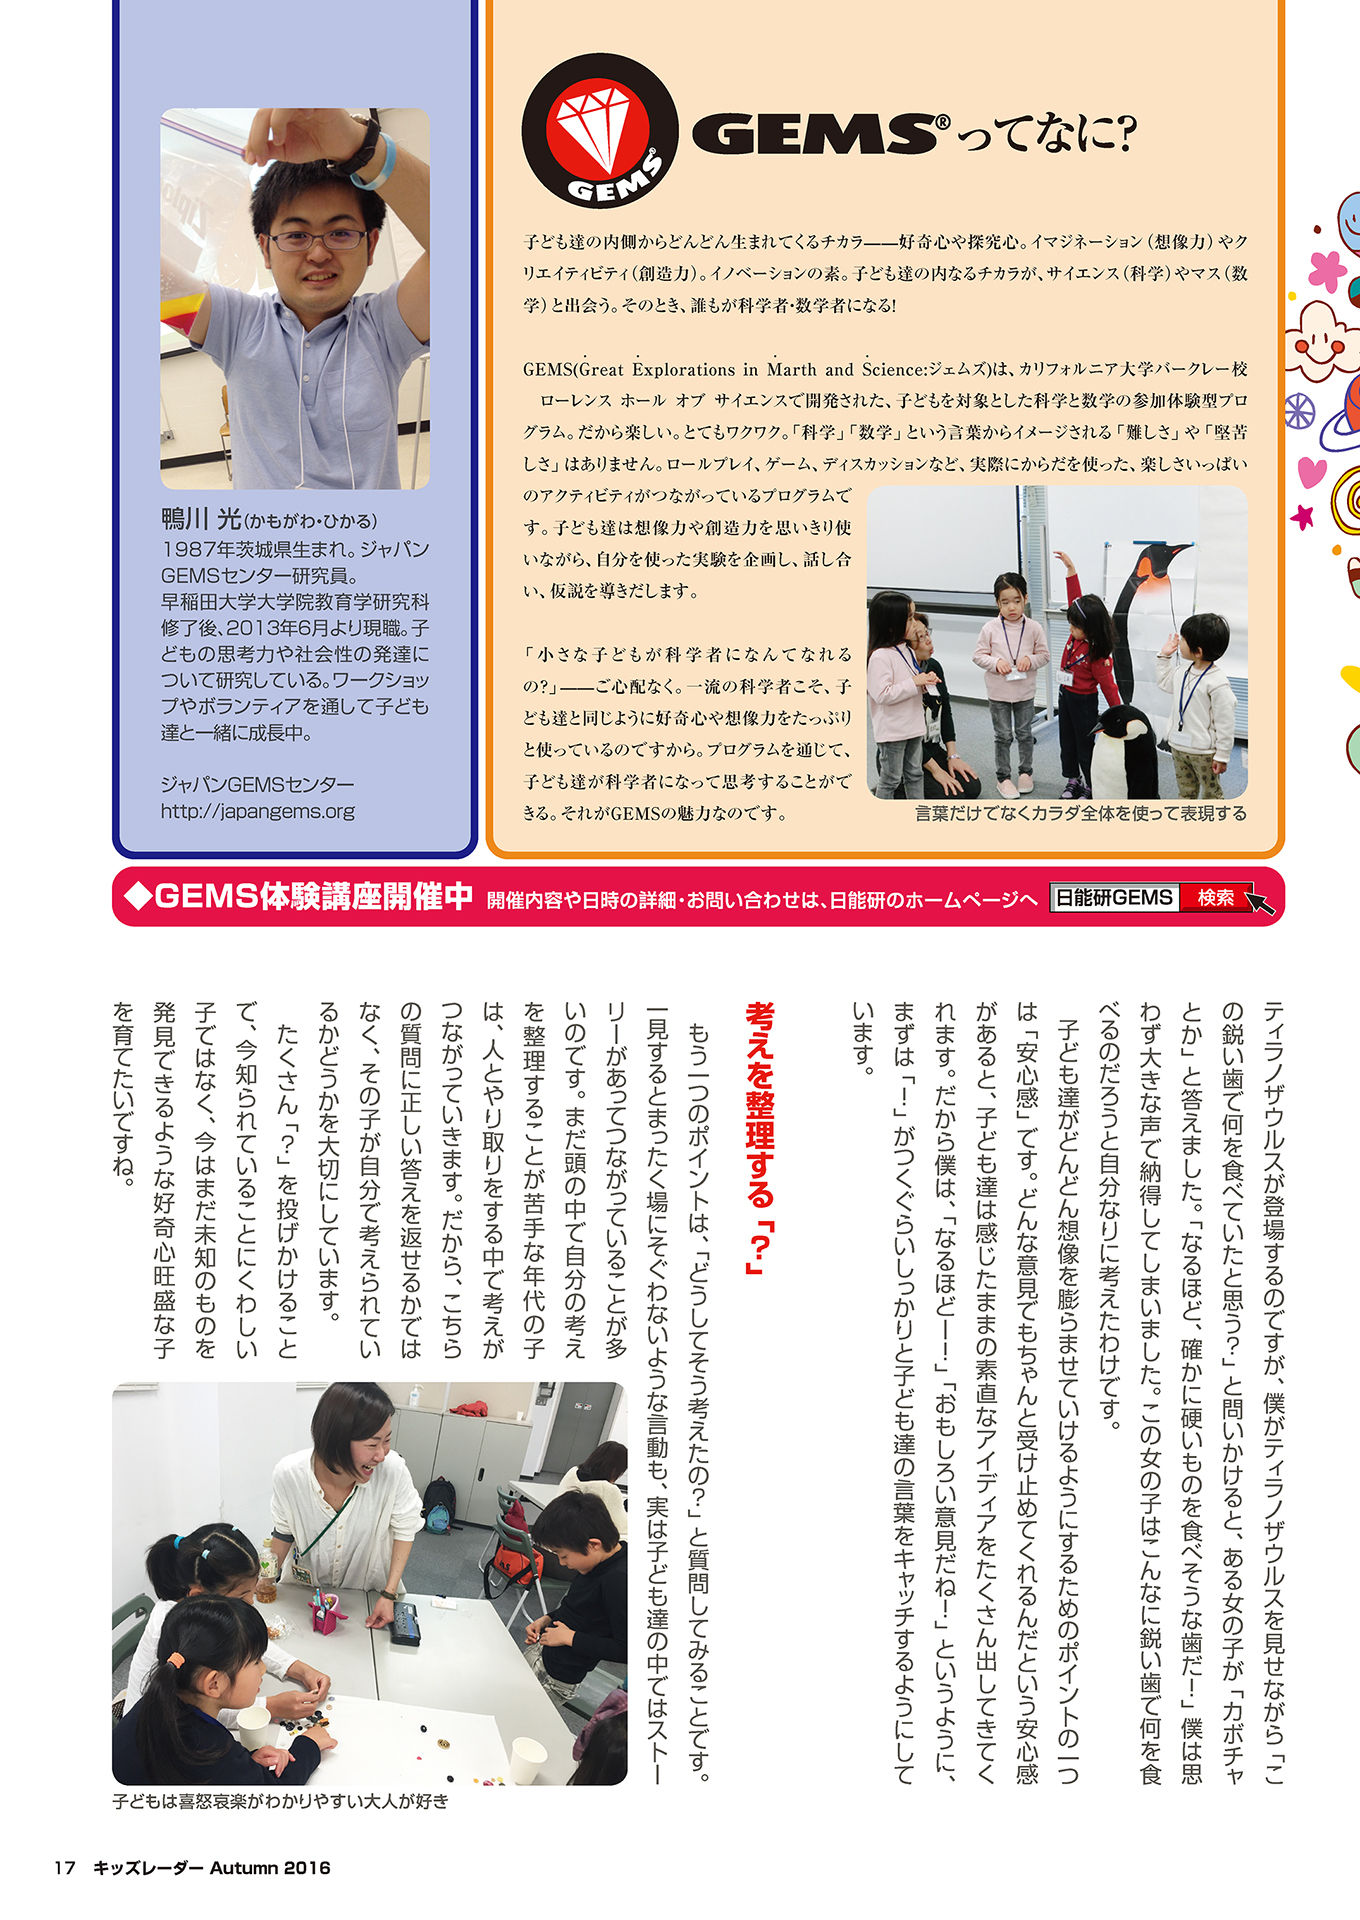 GEMS®
GEMS®ってなに?
子ども達の内側からどんどん生まれてくるチカラ――好奇心や探究心。イマジネーション（想像力）やク
リエイティビティ（創造力）。イノベーションの素。子ども達の内なるチカラが、サイエンス（科学）やマス（数
学）と出会う。そのとき、誰もが科学者・数学者になる!
GEMS(Great Explorations in Marth and Science:ジェムズ)は、カリフォルニア大学バークレー校
ローレンス ホール オブ サイエンスで開発された、子どもを対象とした科学と数学の参加体験型プロ
グラム。だから楽しい。とてもワクワク。「科学」「数学」という言葉からイメージされる「難しさ」や「堅苦
しさ」はありません。ロールプレイ、ゲーム、ディスカッションなど、実際にからだを使った、楽しさいっぱい
のアクティビティがつながっているプログラムで
す。子ども達は想像力や創造力を思いきり使
いながら、自分を使った実験を企画し、話し合
い、仮説を導きだします。
「小さな子どもが科学者になんてなれる
の?」――ご心配なく。一流の科学者こそ、子
ども達と同じように好奇心や想像力をたっぷり
と使っているのですから。プログラムを通じて、
子ども達が科学者になって思考することがで
きる。それがGEMSの魅力なのです。
言葉だけでなくカラダ全体を使って表現する
Ziploc
鴨川 光（かもがわ・ひかる）
1987年茨城県生まれ。ジャパン
GEMSセンター研究員。
早稲田大学大学院教育学研究科
修了後、2013年6月より現職。子
どもの思考力や社会性の発達に
ついて研究している。ワークショッ
プやボランティアを通して子ども
達と一緒に成長中。
ジャパンGEMSセンター
http://japangems.org
◆GEMS体験講座開催中 開催内容や日時の詳細・お問い合わせは、日能研のホームページへ 日能研GEMS 検索
ティラノザウルスが登場するのですが、僕がティラノザウルスを見せながら「こ
の鋭い歯で何を食べていたと思う?」と問いかけると、ある女の子が「カボチャ
とか」と答えました。「なるほど、確かに硬いものを食べそうな歯だ!」僕は思
わず大きな声で納得してしまいました。この女の子はこんなに鋭い歯で何を食
べるのだろうと自分なりに考えたわけです。
子ども達がどんどん想像を膨らませていけるようにするためのポイントの一つ
は「安心感」です。どんな意見でもちゃんと受け止めてくれるんだという安心感
があると、子ども達は感じたままの素直なアイディアをたくさん出してきてく
れます。だから僕は、「なるほどー!」「おもしろい意見だね!」というように、
まずは「!」がつくぐらいしっかりと子ども達の言葉をキャッチするようにして
います。
考えを整理する「?」
もう一つのポイントは、「どうしてそう考えたの?」と質問してみることです。
一見するとまったく場にそぐわないような言動も、実は子ども達の中ではストー
リーがあってつながっていることが多
いのです。まだ頭の中で自分の考え
を整理することが苦手な年代の子
は、人とやり取りをする中で考えが
つながっていきます。だから、こちら
の質問に正しい答えを返せるかでは
なく、その子が自分で考えられてい
るかどうかを大切にしています。
たくさん「?」を投げかけること
で、今知られていることにくわしい
子ではなく、今はまだ未知のものを
発見できるような好奇心旺盛な子
を育てたいですね。
子どもは喜怒哀楽がわかりやすい大人が好き
17 キッズレーダー Autumn 2016